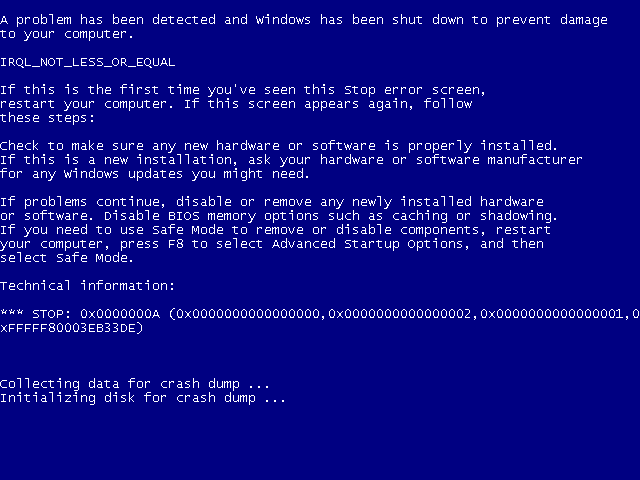 A problem has been detected and Windows has been shut down to prevent damage
to your computer.
IRQL_NOT_LESS_OR_EQUAL
If this is the first time you've seen this Stop error screen,
restart your computer. If this screen appears again, follow
these steps:
Check to make sure any new hardware or software is properly installed.
If this is a new installation, ask your hardware or software manufacturer
for any Windows updates you might need.
If problems continue, disable or remove any newly installed hardware
or software. Disable BIOS memory options such as caching or shadowing.
If you need to use Safe Mode to remove or disable components, restart
your computer, press F8 to select Advanced Startup Options, and then
select Safe Mode.
Technical information:
*** STOP: 0x0000000A (0x0000000000000000,0x0000000000000002,0x0000000000000001,0
xFFFFF80003EB33DE)
Collecting data for crash dump ...
Initializing disk for crash dump ...